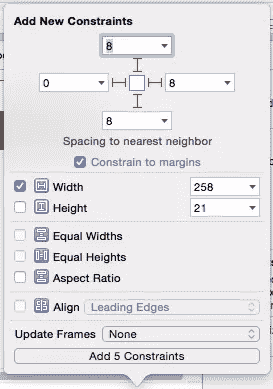 Add New Constraints
8
0
8
8
Spacing to nearest neighbor
Constrain to margins
Width 258
Height 21
Equal Widths
Equal Heights
Aspect Ratio
Align Leading Edges
Update Frames None
Add 5 Constraints